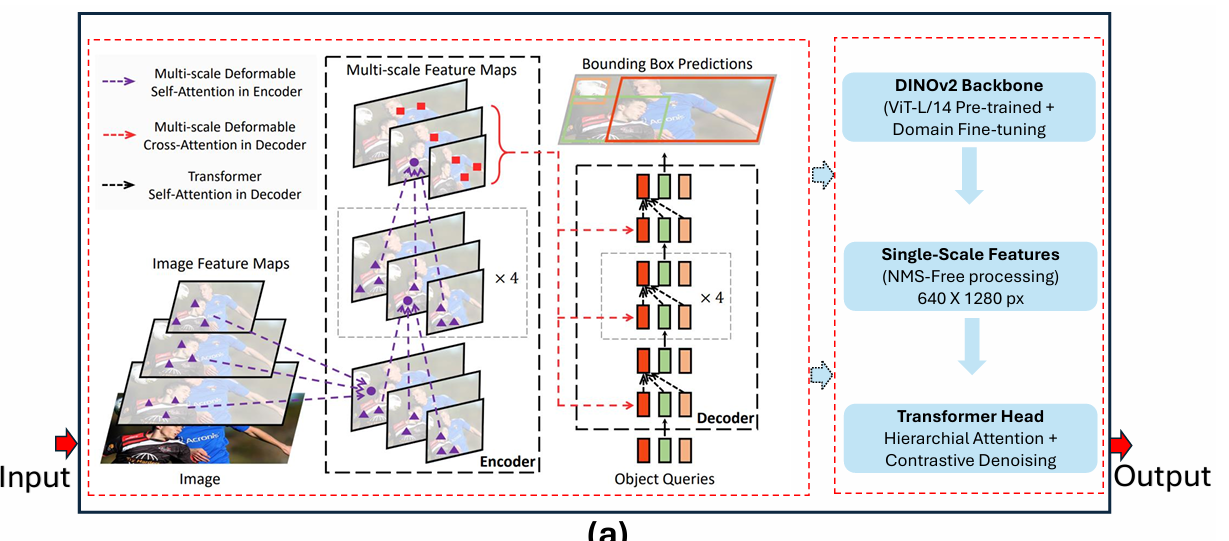 Multi-scale Deformable
Self-Attention in Encoder
Multi-scale Deformable
Cross-Attention in Decoder
Transformer
Self-Attention in Decoder
Image Feature Maps
Image
Multi-scale Feature Maps
× 4
Encoder
Bounding Box Predictions
× 4
Decoder
Object Queries
Acronis
DINOv2 Backbone
(ViT-L/14 Pre-trained +
Domain Fine-tuning
Single-Scale Features
(NMS-Free processing)
640 X 1280 px
Transformer Head
Hierarchial Attention +
Contrastive Denoising
Input
Output
(a)